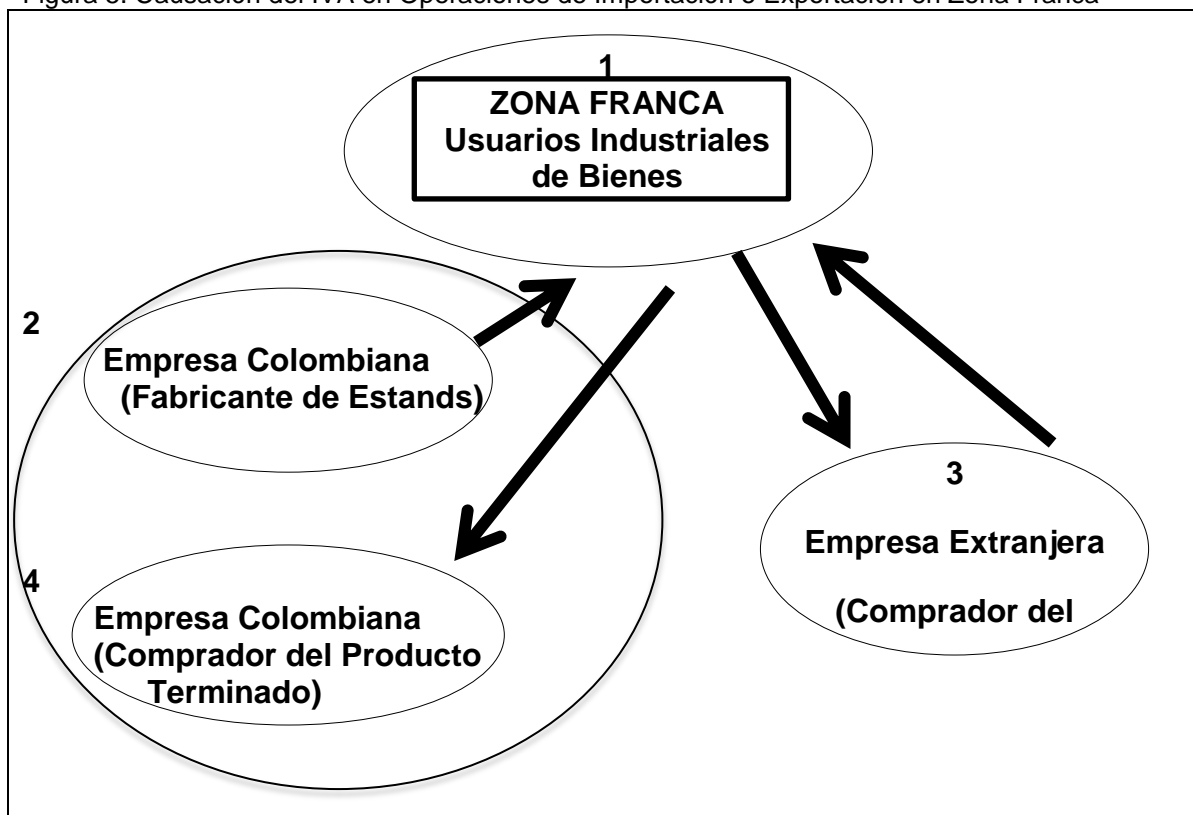 Figura 3. Causación del IVA en Operaciones de Importación o Exportación en Zona Franca
1
ZONA FRANCA
Usuarios Industriales
de Bienes
2
Empresa Colombiana
(Fabricante de Estands)
3
Empresa Extranjera
(Comprador del
4
Empresa Colombiana
(Comprador del Producto
Terminado)